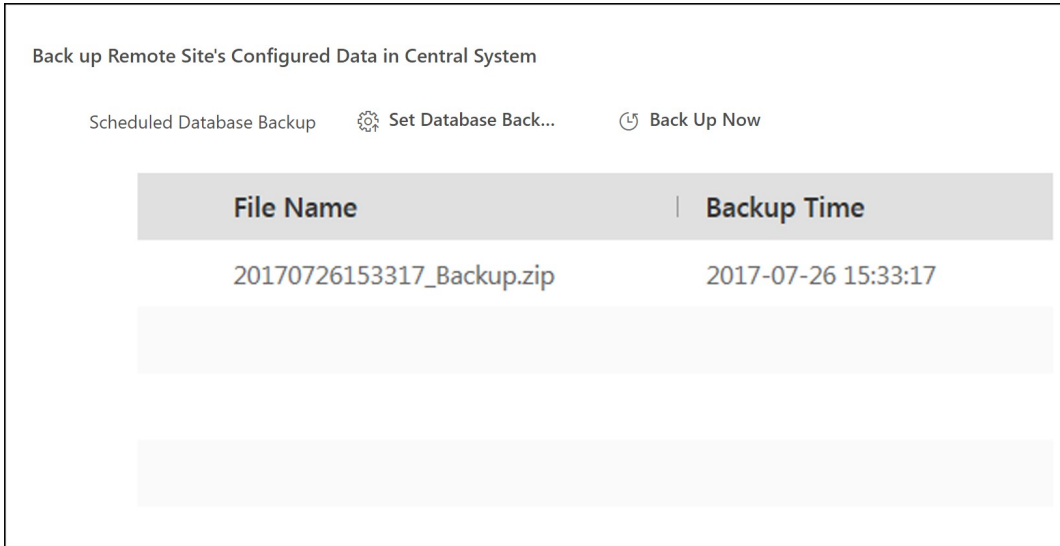 Back up Remote Site's Configured Data in Central System
Scheduled Database Backup Set Database Back... Back Up Now
File Name Backup Time
20170726153317_Backup.zip 2017-07-26 15:33:17